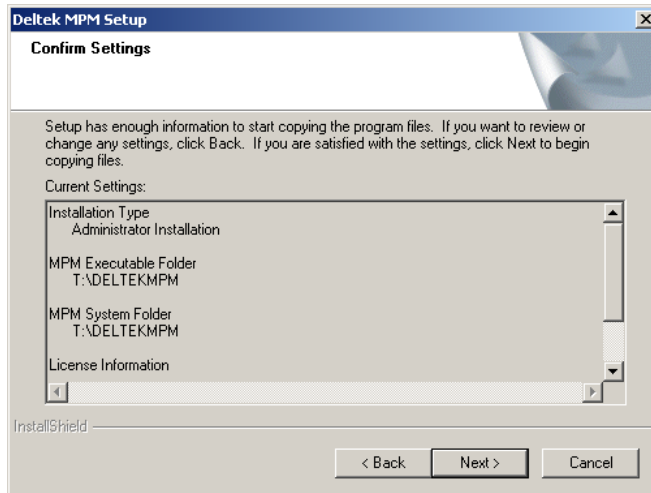 Deltek MPM Setup
Confirm Settings
Setup has enough information to start copying the program files. If you want to review or
change any settings, click Back. If you are satisfied with the settings, click Next to begin
copying files.
Current Settings:
Installation Type
Administrator Installation
MPM Executable Folder
T:\DELTEKMPM
MPM System Folder
T:\DELTEKMPM
License Information
InstallShield
< Back
Next >
Cancel